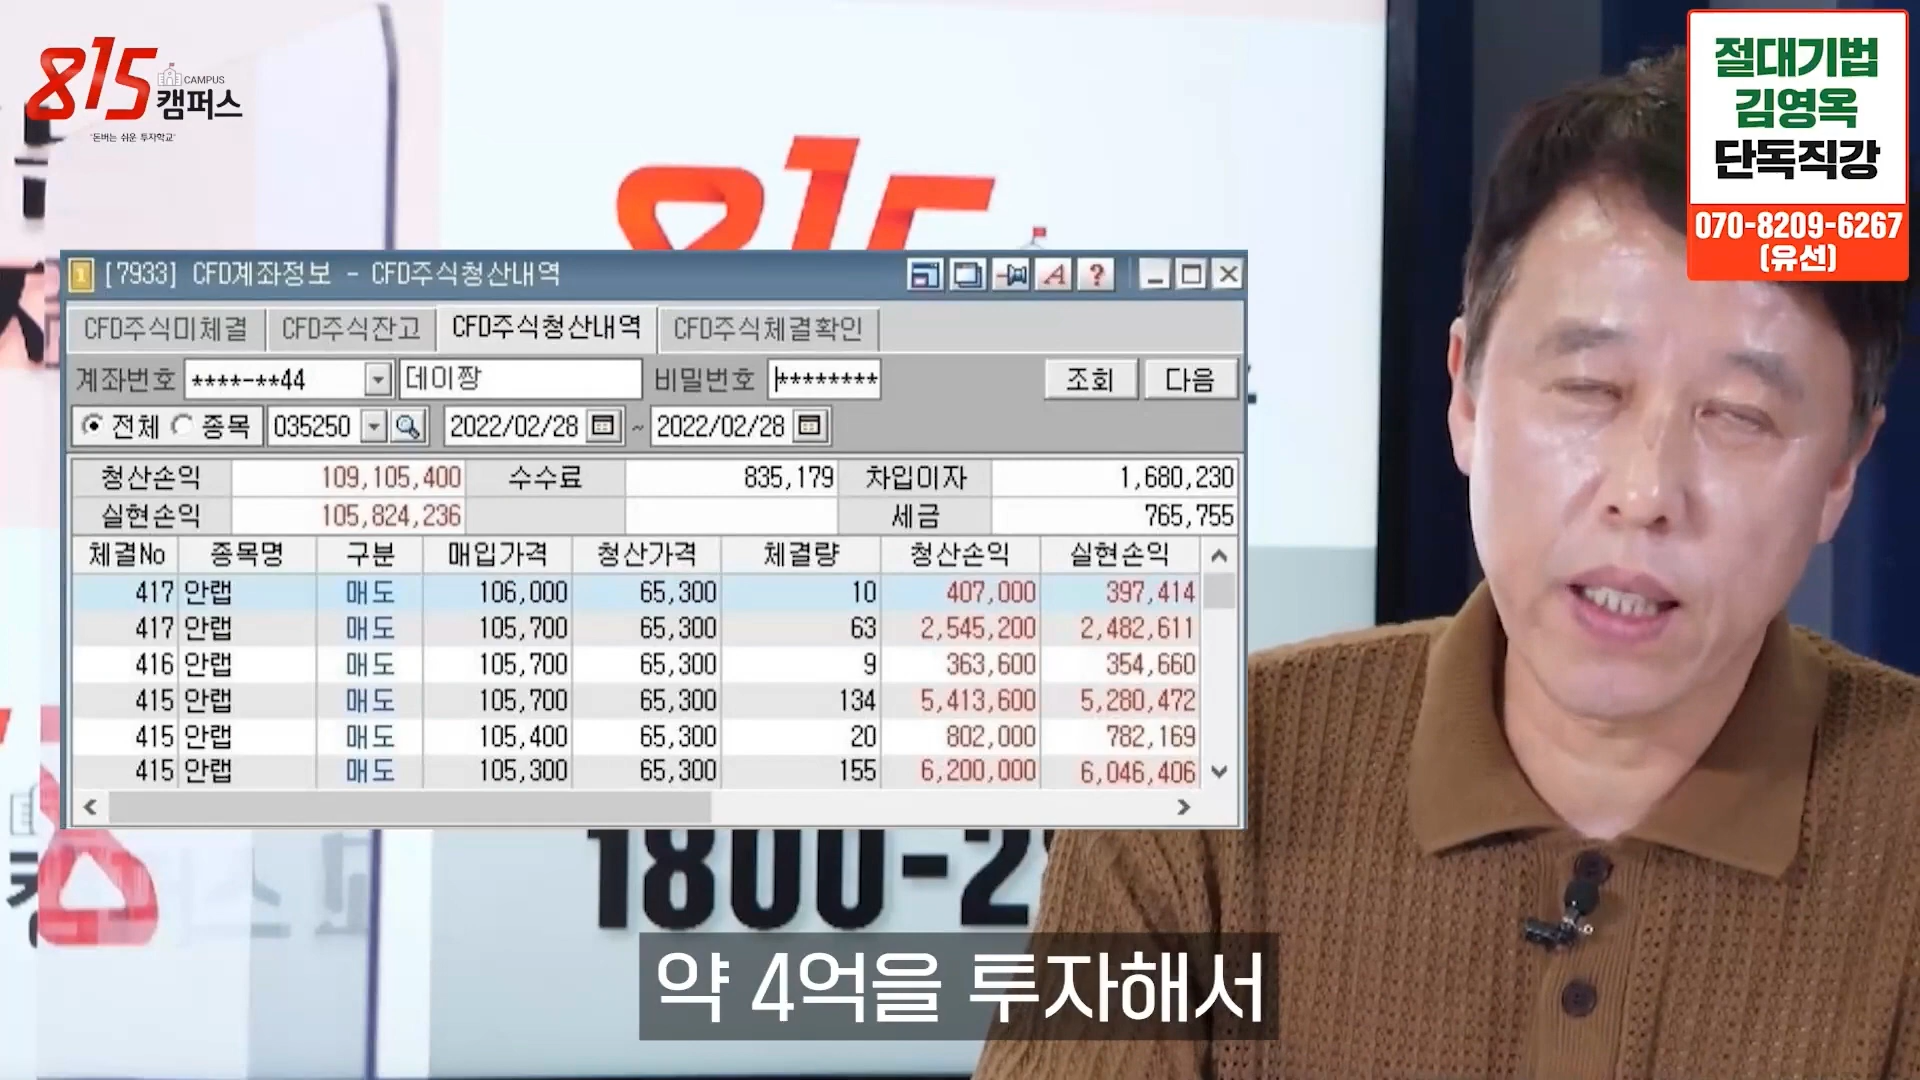 815
CAMPUS
캠퍼스
"돈버는 쉬운 투자학교"
절대기법
김영옥
단독직강
070-8209-6267
(유선)
815
[7933] CFD계좌정보 - CFD주식청산내역
CFD주식미체결 CFD주식잔고 CFD주식청산내역 CFD주식체결확인
계좌번호 ****-**44 데이짱 비밀번호 ******** 조회 다음
전체 종목 035250 2022/02/28 ~ 2022/02/28
청산손익 109,105,400 수수료 835,179 차입이자 1,680,230
실현손익 105,824,236 세금 765,755
체결No 종목명 구분 매입가격 청산가격 체결량 청산손익 실현손익
417 안랩 매도 106,000 65,300 10 407,000 397,414
417 안랩 매도 105,700 65,300 63 2,545,200 2,482,611
416 안랩 매도 105,700 65,300 9 363,600 354,660
415 안랩 매도 105,700 65,300 134 5,413,600 5,280,472
415 안랩 매도 105,400 65,300 20 802,000 782,169
415 안랩 매도 105,300 65,300 155 6,200,000 6,046,406
1800-2
약 4억을 투자해서